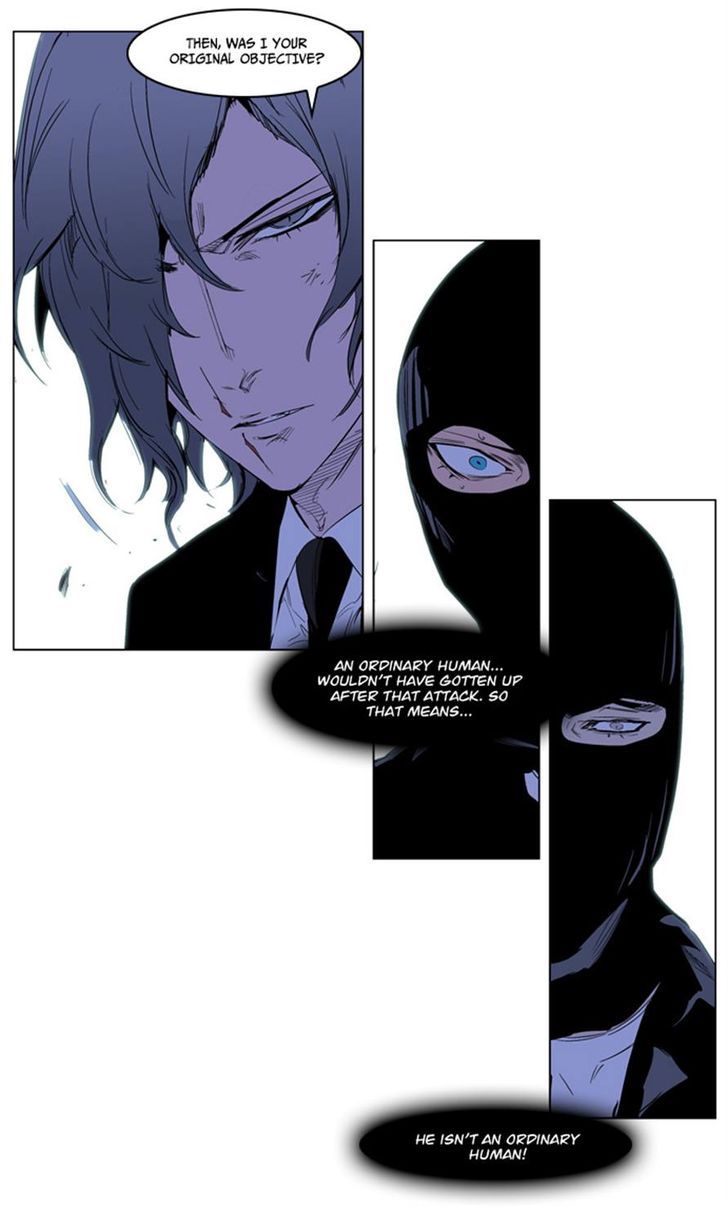 THEN, WAS I YOUR
ORIGINAL OBJECTIVE?
AN ORDINARY HUMAN...
WOULDN'T HAVE GOTTEN UP
AFTER THAT ATTACK. SO
THAT MEANS...
HE ISN'T AN ORDINARY
HUMAN!